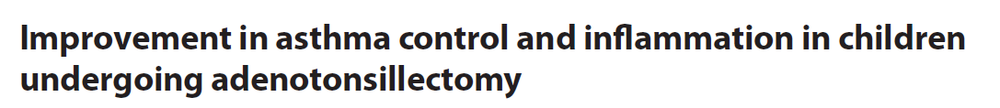 Improvement in asthma control and inflammation in children
undergoing adenotonsillectomy